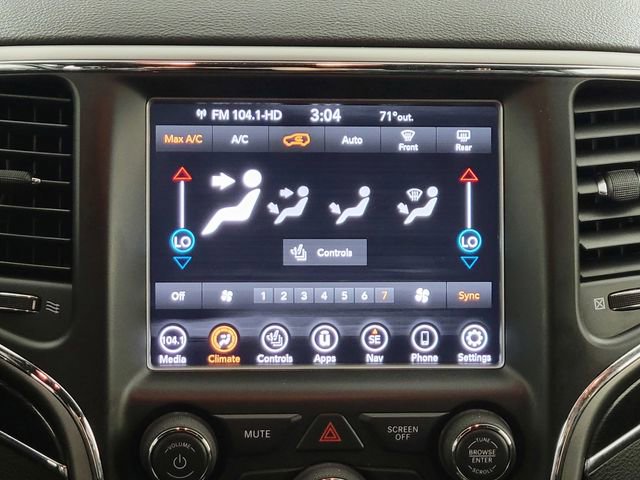 FM 104.1-HD 3:04 71°out.
Max A/C A/C Auto Front Rear
LO LO
Controls
Off 1 2 3 4 5 6 7 Sync
104.1 SE
Media Climate Controls Apps Nav Phone Settings
VOLUME MUTE SCREEN OFF TUNE
BROWSE
ENTER
SCROLL